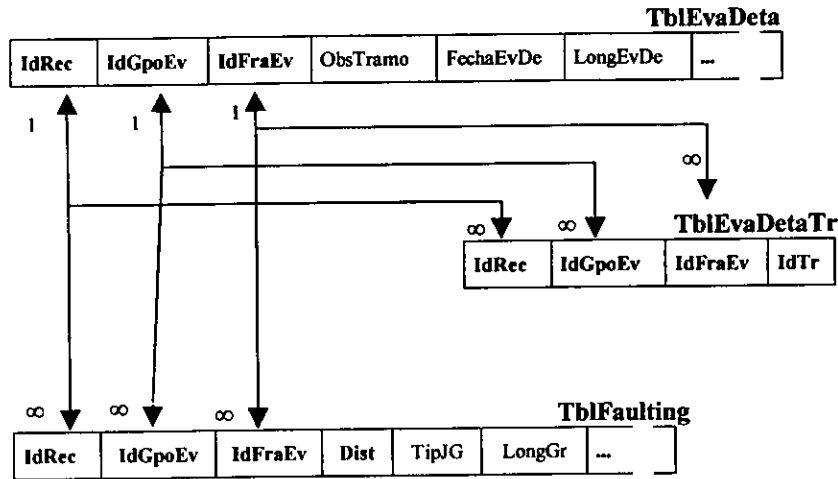 TblEvaDeta
IdRec IdGpoEv IdFraEv ObsTramo FechaEvDe LongEvDe ...
1 1 1
∞
∞ ∞ TblEvaDetaTr
IdRec IdGpoEv IdFraEv IdTr
∞ ∞ ∞ TblFaulting
IdRec IdGpoEv IdFraEv Dist TipJG LongGr ...